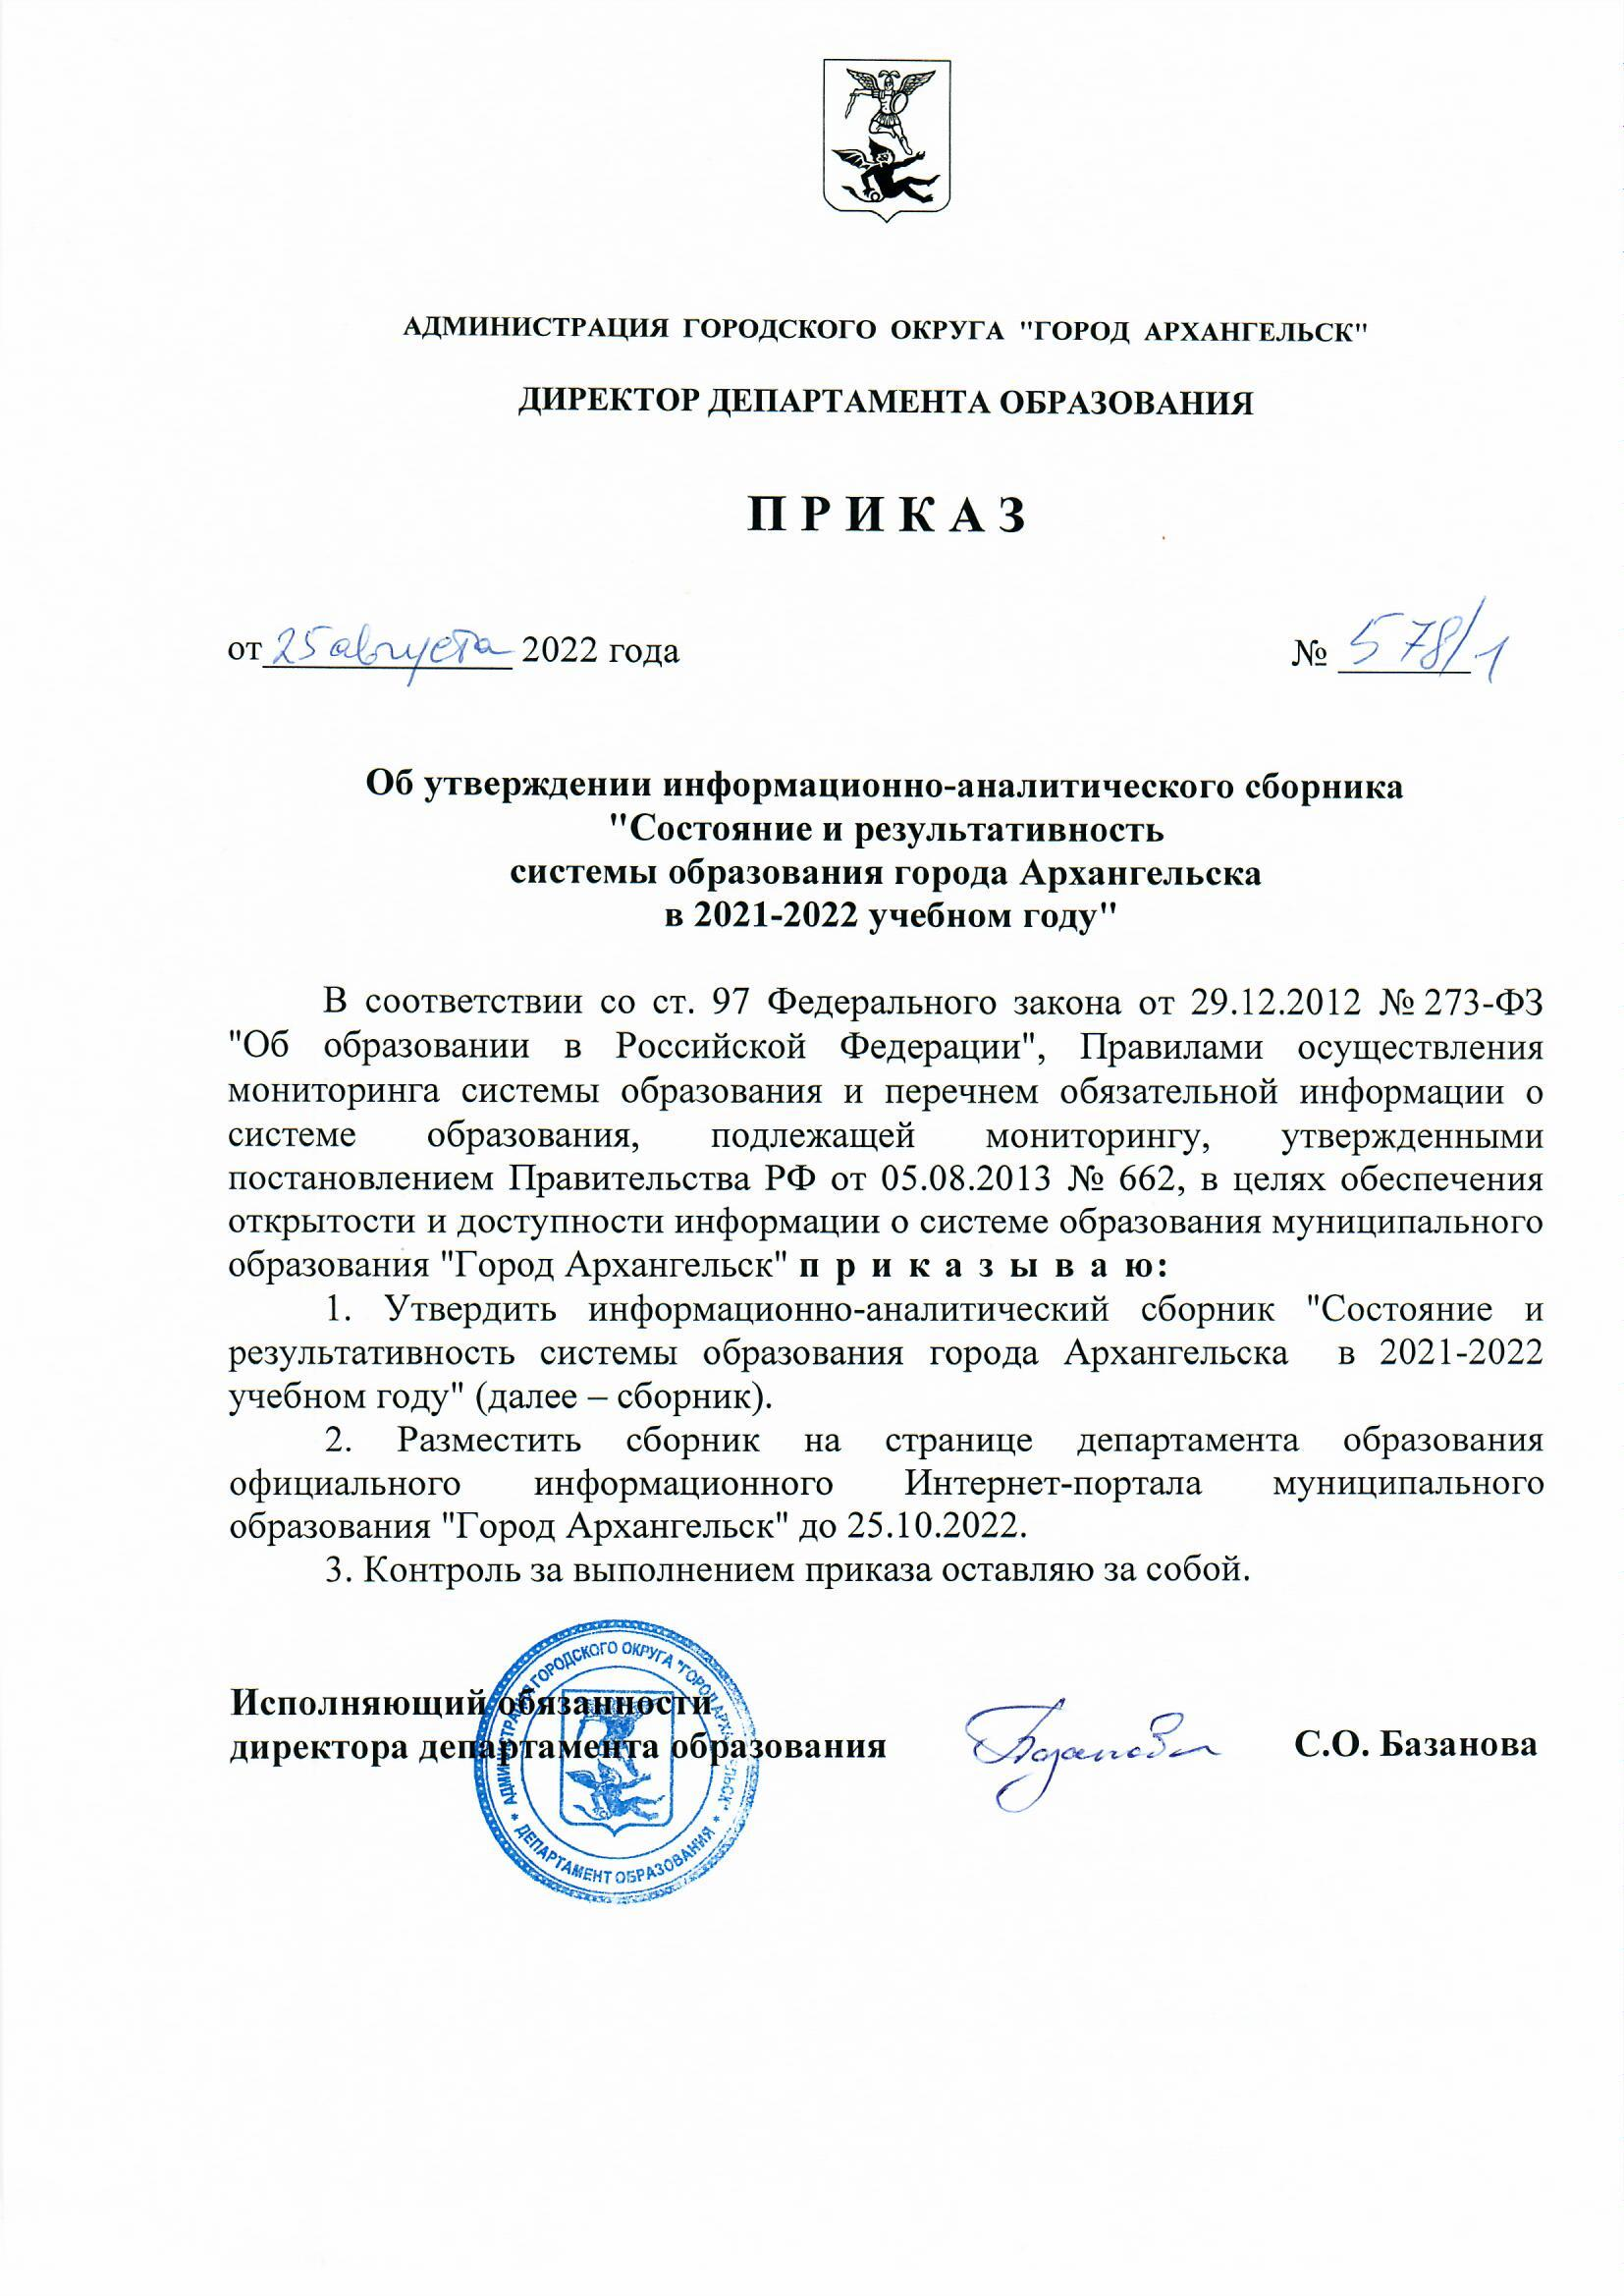 АДМИНИСТРАЦИЯ ГОРОДСКОГО ОКРУГА "ГОРОД АРХАНГЕЛЬСК"
ДИРЕКТОР ДЕПАРТАМЕНТА ОБРАЗОВАНИЯ
П Р И К А З
от 25 августа 2022 года № 578/1
Об утверждении информационно-аналитического сборника
"Состояние и результативность
системы образования города Архангельска
в 2021-2022 учебном году"
В соответствии со ст. 97 Федерального закона от 29.12.2012 № 273-ФЗ
"Об образовании в Российской Федерации", Правилами осуществления
мониторинга системы образования и перечнем обязательной информации о
системе образования, подлежащей мониторингу, утвержденными
постановлением Правительства РФ от 05.08.2013 № 662, в целях обеспечения
открытости и доступности информации о системе образования муниципального
образования "Город Архангельск" п р и к а з ы в а ю:
1. Утвердить информационно-аналитический сборник "Состояние и
результативность системы образования города Архангельска в 2021-2022
учебном году" (далее – сборник).
2. Разместить сборник на странице департамента образования
официального информационного Интернет-портала муниципального
образования "Город Архангельск" до 25.10.2022.
3. Контроль за выполнением приказа оставляю за собой.
Исполняющий обязанности
директора департамента образования Базанова С.О. Базанова
АДМИНИСТРАЦИЯ ГОРОДСКОГО ОКРУГА "ГОРОД АРХАНГЕЛЬСК"
* ДЕПАРТАМЕНТ ОБРАЗОВАНИЯ *